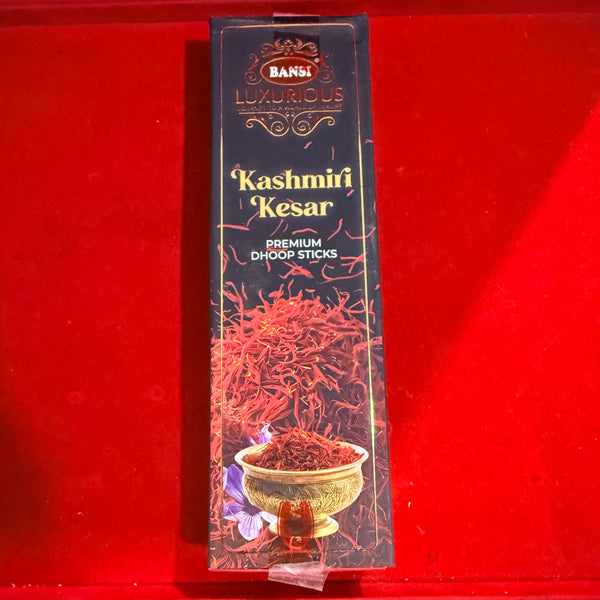 BANSI
LUXURIOUS
Kashmiri
Kesar
PREMIUM
DHOOP STICKS